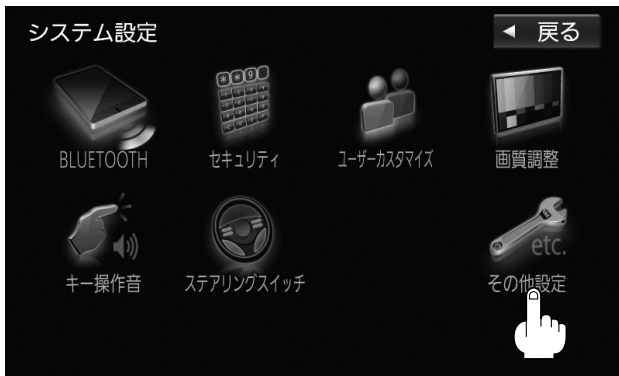 システム設定
◀ 戻る
**9
BLUETOOTH
セキュリティ
ユーザーカスタマイズ
画質調整
etc.
キー操作音
ステアリングスイッチ
その他設定